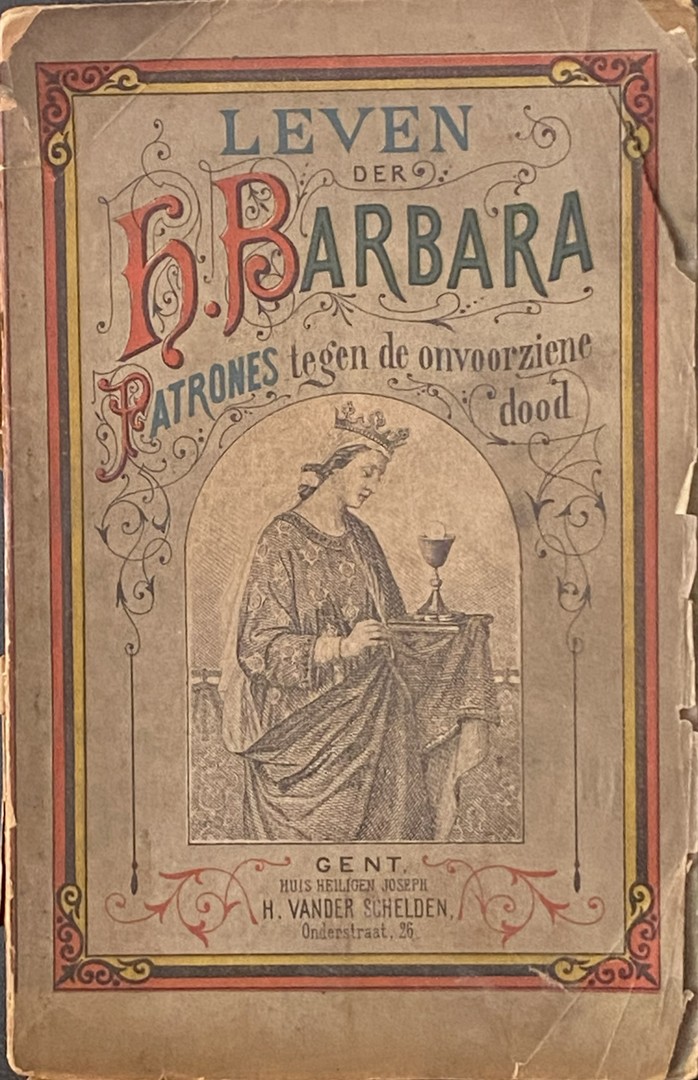 LEVEN
DER
H. BARBARA
PATRONES tegen de onvoorziene
dood
GENT,
HUIS HEILIGEN JOSEPH
H. VANDER SCHELDEN,
Onderstraat, 26.